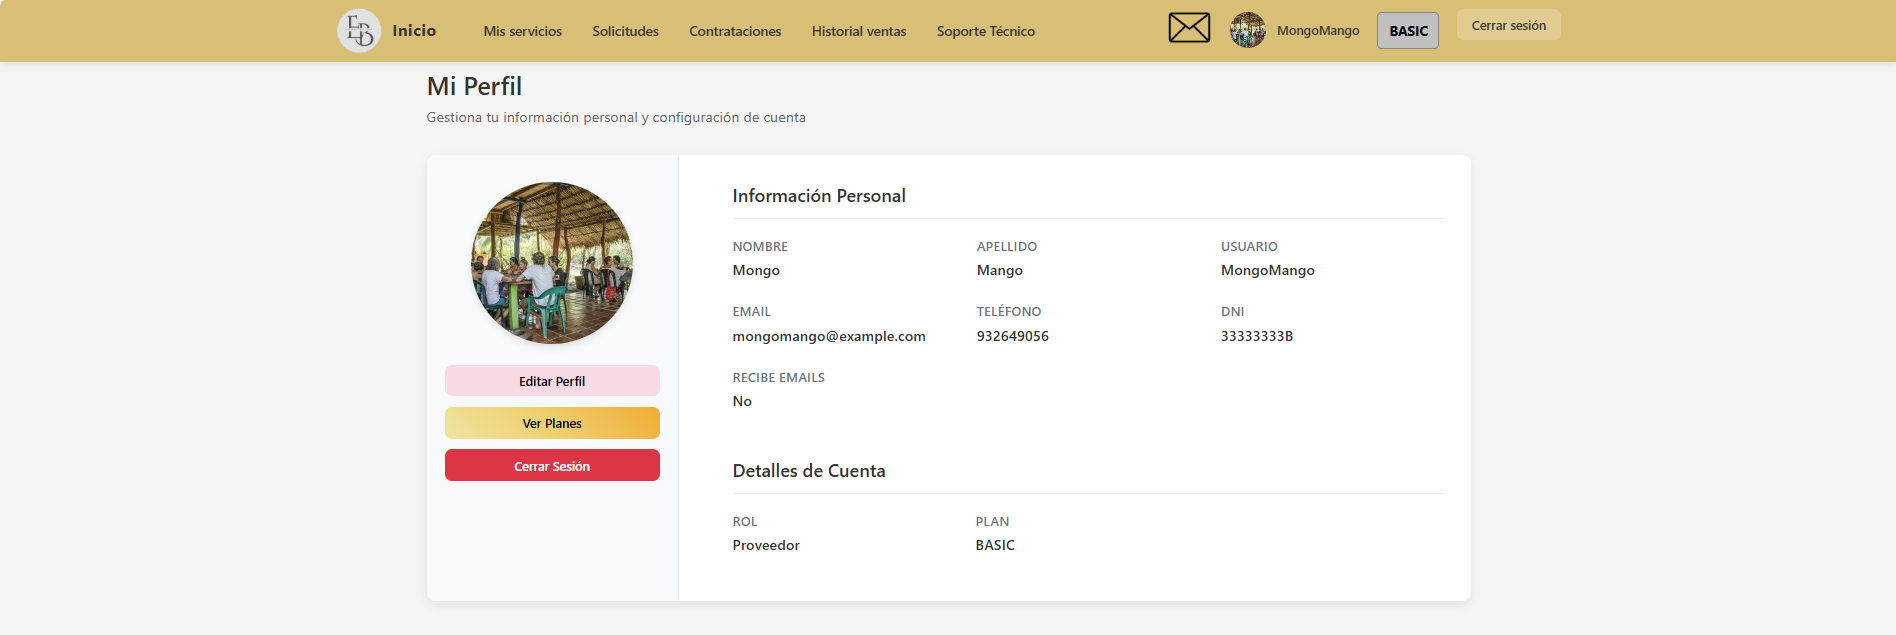 EB Inicio Mis servicios Solicitudes Contrataciones Historial ventas Soporte Técnico MongoMango BASIC Cerrar sesión
Mi Perfil
Gestiona tu información personal y configuración de cuenta
Editar Perfil
Ver Planes
Cerrar Sesión
Información Personal
NOMBRE APELLIDO USUARIO
Mongo Mango MongoMango
EMAIL TELÉFONO DNI
mongomango@example.com 932649056 33333333B
RECIBE EMAILS
No
Detalles de Cuenta
ROL PLAN
Proveedor BASIC